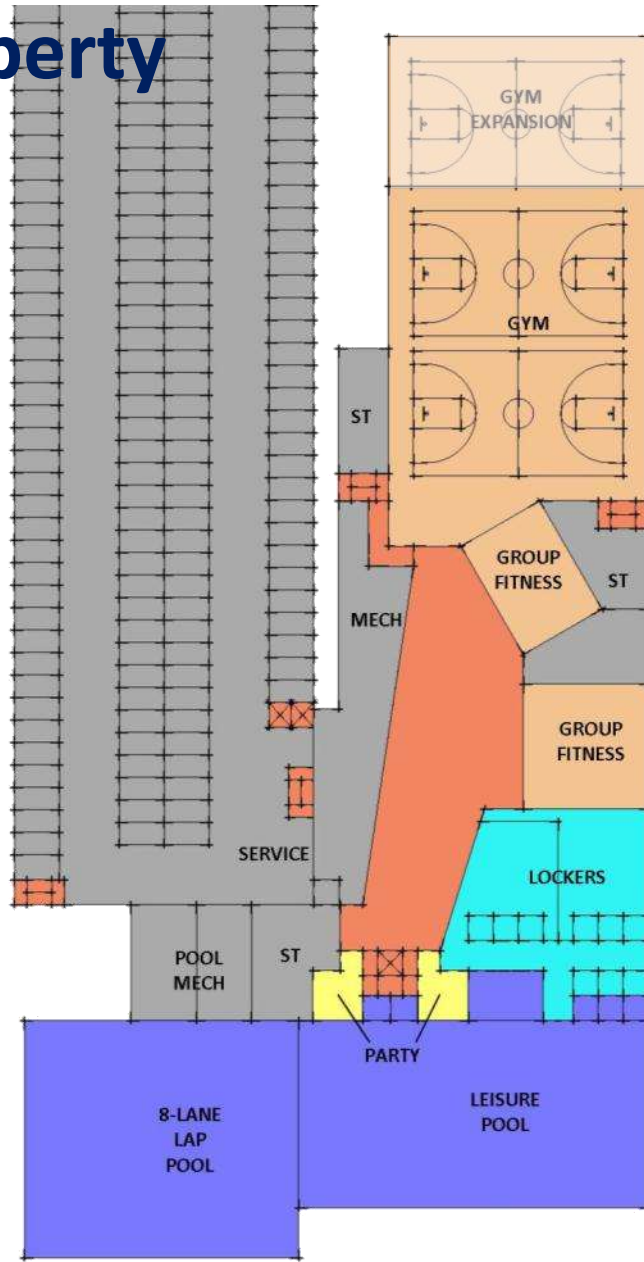 perty
GYM
EXPANSION
GYM
ST
GROUP
FITNESS
ST
MECH
GROUP
FITNESS
SERVICE
LOCKERS
POOL
MECH
ST
PARTY
8-LANE
LAP
POOL
LEISURE
POOL